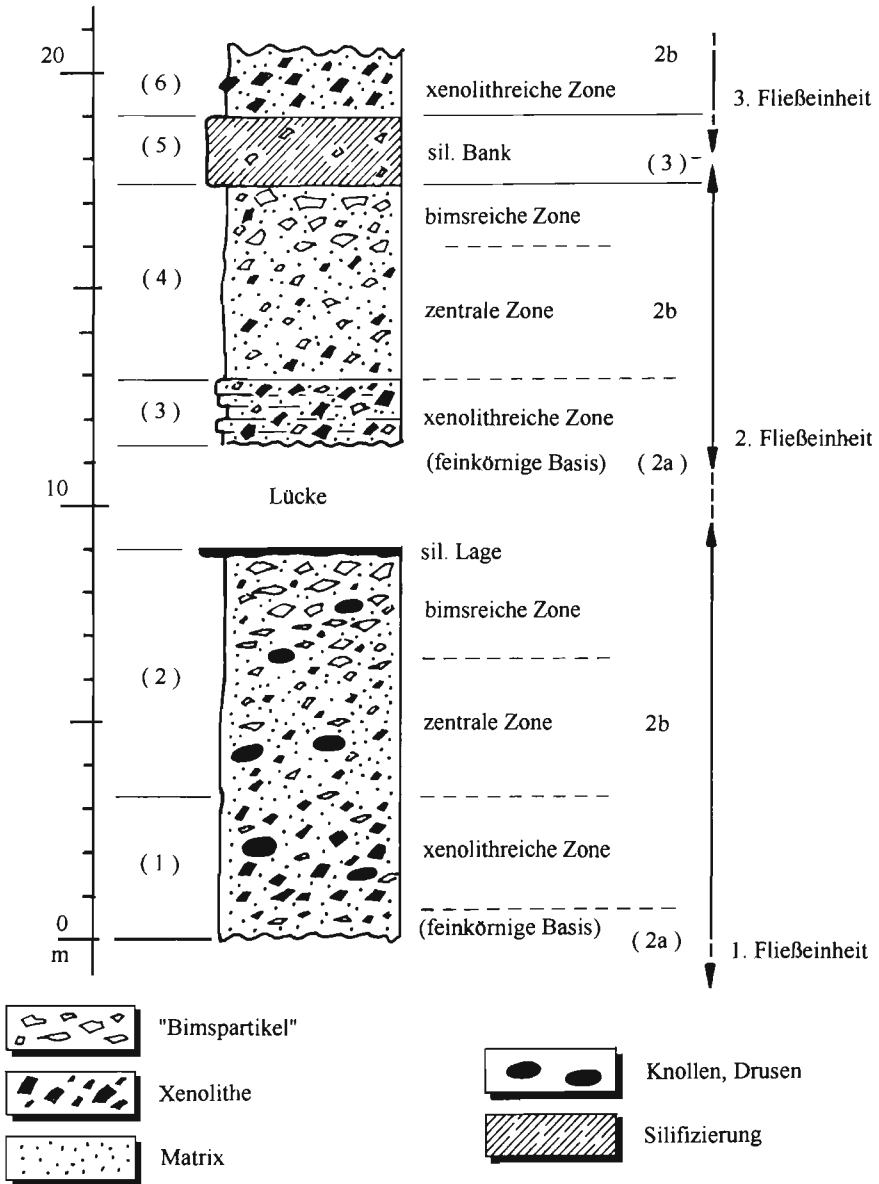 20
2b
( 6 )
xenolithreiche Zone
3. Fließeinheit
( 5 )
sil. Bank
( 3 )
bimsreiche Zone
( 4 )
zentrale Zone
2b
( 3 )
xenolithreiche Zone
2. Fließeinheit
(feinkörnige Basis)
( 2a )
10
Lücke
sil. Lage
bimsreiche Zone
( 2 )
zentrale Zone
2b
( 1 )
xenolithreiche Zone
0
(feinkörnige Basis)
( 2a )
1. Fließeinheit
m
"Bimspartikel"
Knollen, Drusen
Xenolithe
Silifizierung
Matrix